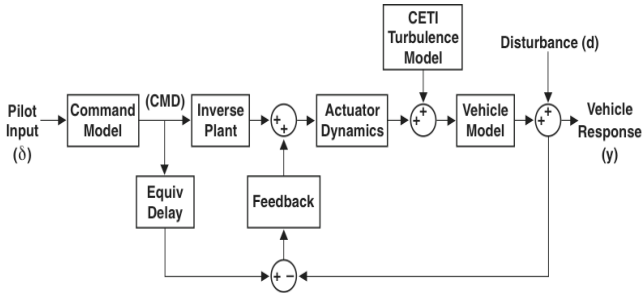 CETI
Turbulence
Model
Disturbance (d)
Pilot
Input
(δ)
Command
Model
(CMD)
Inverse
Plant
+
+
Actuator
Dynamics
+
+
Vehicle
Model
+
+
Vehicle
Response
(y)
Equiv
Delay
Feedback
+ −